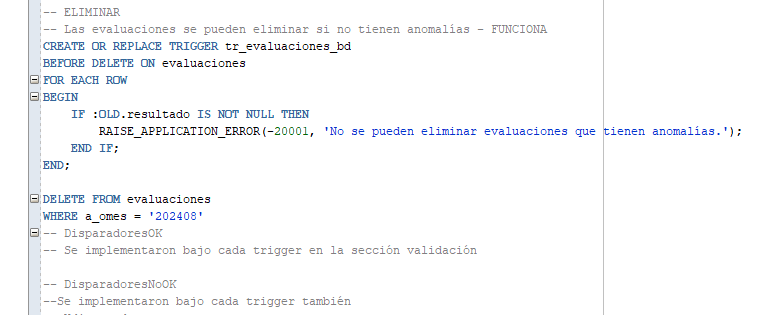 -- ELIMINAR
-- Las evaluaciones se pueden eliminar si no tienen anomalías - FUNCIONA
CREATE OR REPLACE TRIGGER tr_evaluaciones_bd
BEFORE DELETE ON evaluaciones
FOR EACH ROW
BEGIN
    IF :OLD.resultado IS NOT NULL THEN
        RAISE_APPLICATION_ERROR(-20001, 'No se pueden eliminar evaluaciones que tienen anomalías.');
    END IF;
END;
DELETE FROM evaluaciones
WHERE a_omes = '202408'
-- DisparadoresOK
-- Se implementaron bajo cada trigger en la sección validación
-- DisparadoresNoOK
--Se implementaron bajo cada trigger también